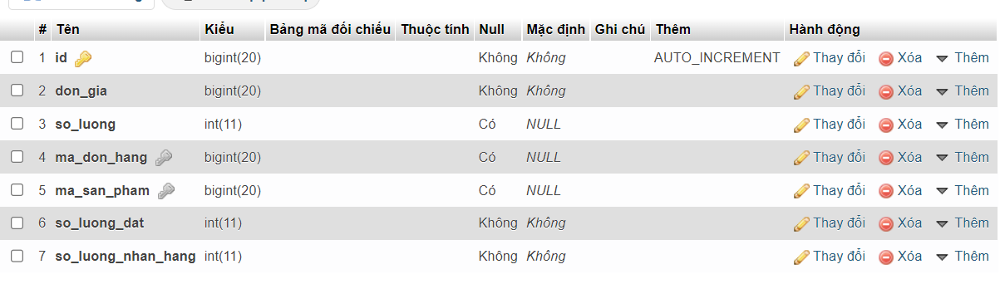 # Tên Kiểu Bảng mã đối chiếu Thuộc tính Null Mặc định Ghi chú Thêm Hành động
1 id bigint(20) Không Không AUTO_INCREMENT Thay đổi Xóa Thêm
2 don_gia bigint(20) Không Không Thay đổi Xóa Thêm
3 so_luong int(11) Có NULL Thay đổi Xóa Thêm
4 ma_don_hang bigint(20) Có NULL Thay đổi Xóa Thêm
5 ma_san_pham bigint(20) Có NULL Thay đổi Xóa Thêm
6 so_luong_dat int(11) Không Không Thay đổi Xóa Thêm
7 so_luong_nhan_hang int(11) Không Không Thay đổi Xóa Thêm